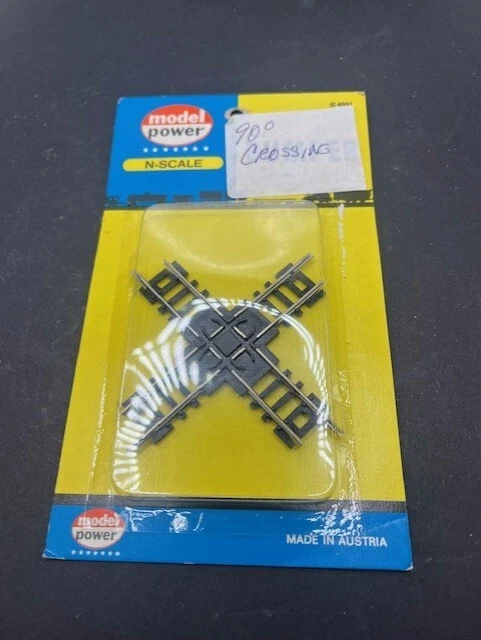 model
power
N-SCALE
90°
CROSSING
model
power
MADE IN AUSTRIA